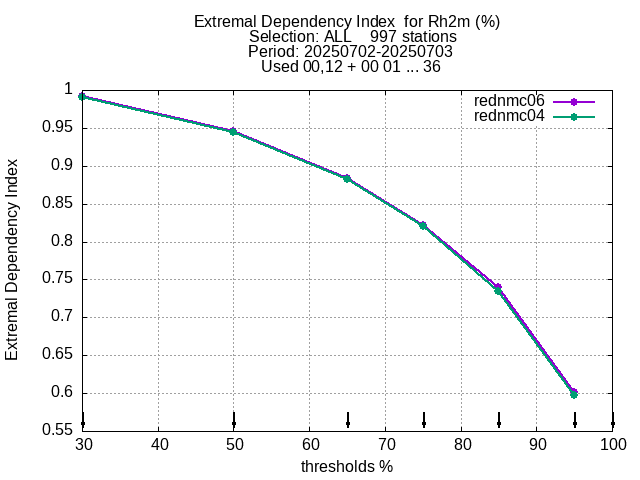 Extremal Dependency Index  for Rh2m (%)
Selection: ALL    997 stations
Period: 20250702-20250703
Used 00,12 + 00 01 ... 36
rednmc06
rednmc04
Extremal Dependency Index
1
0.95
0.9
0.85
0.8
0.75
0.7
0.65
0.6
0.55
30 40 50 60 70 80 90 100
thresholds %